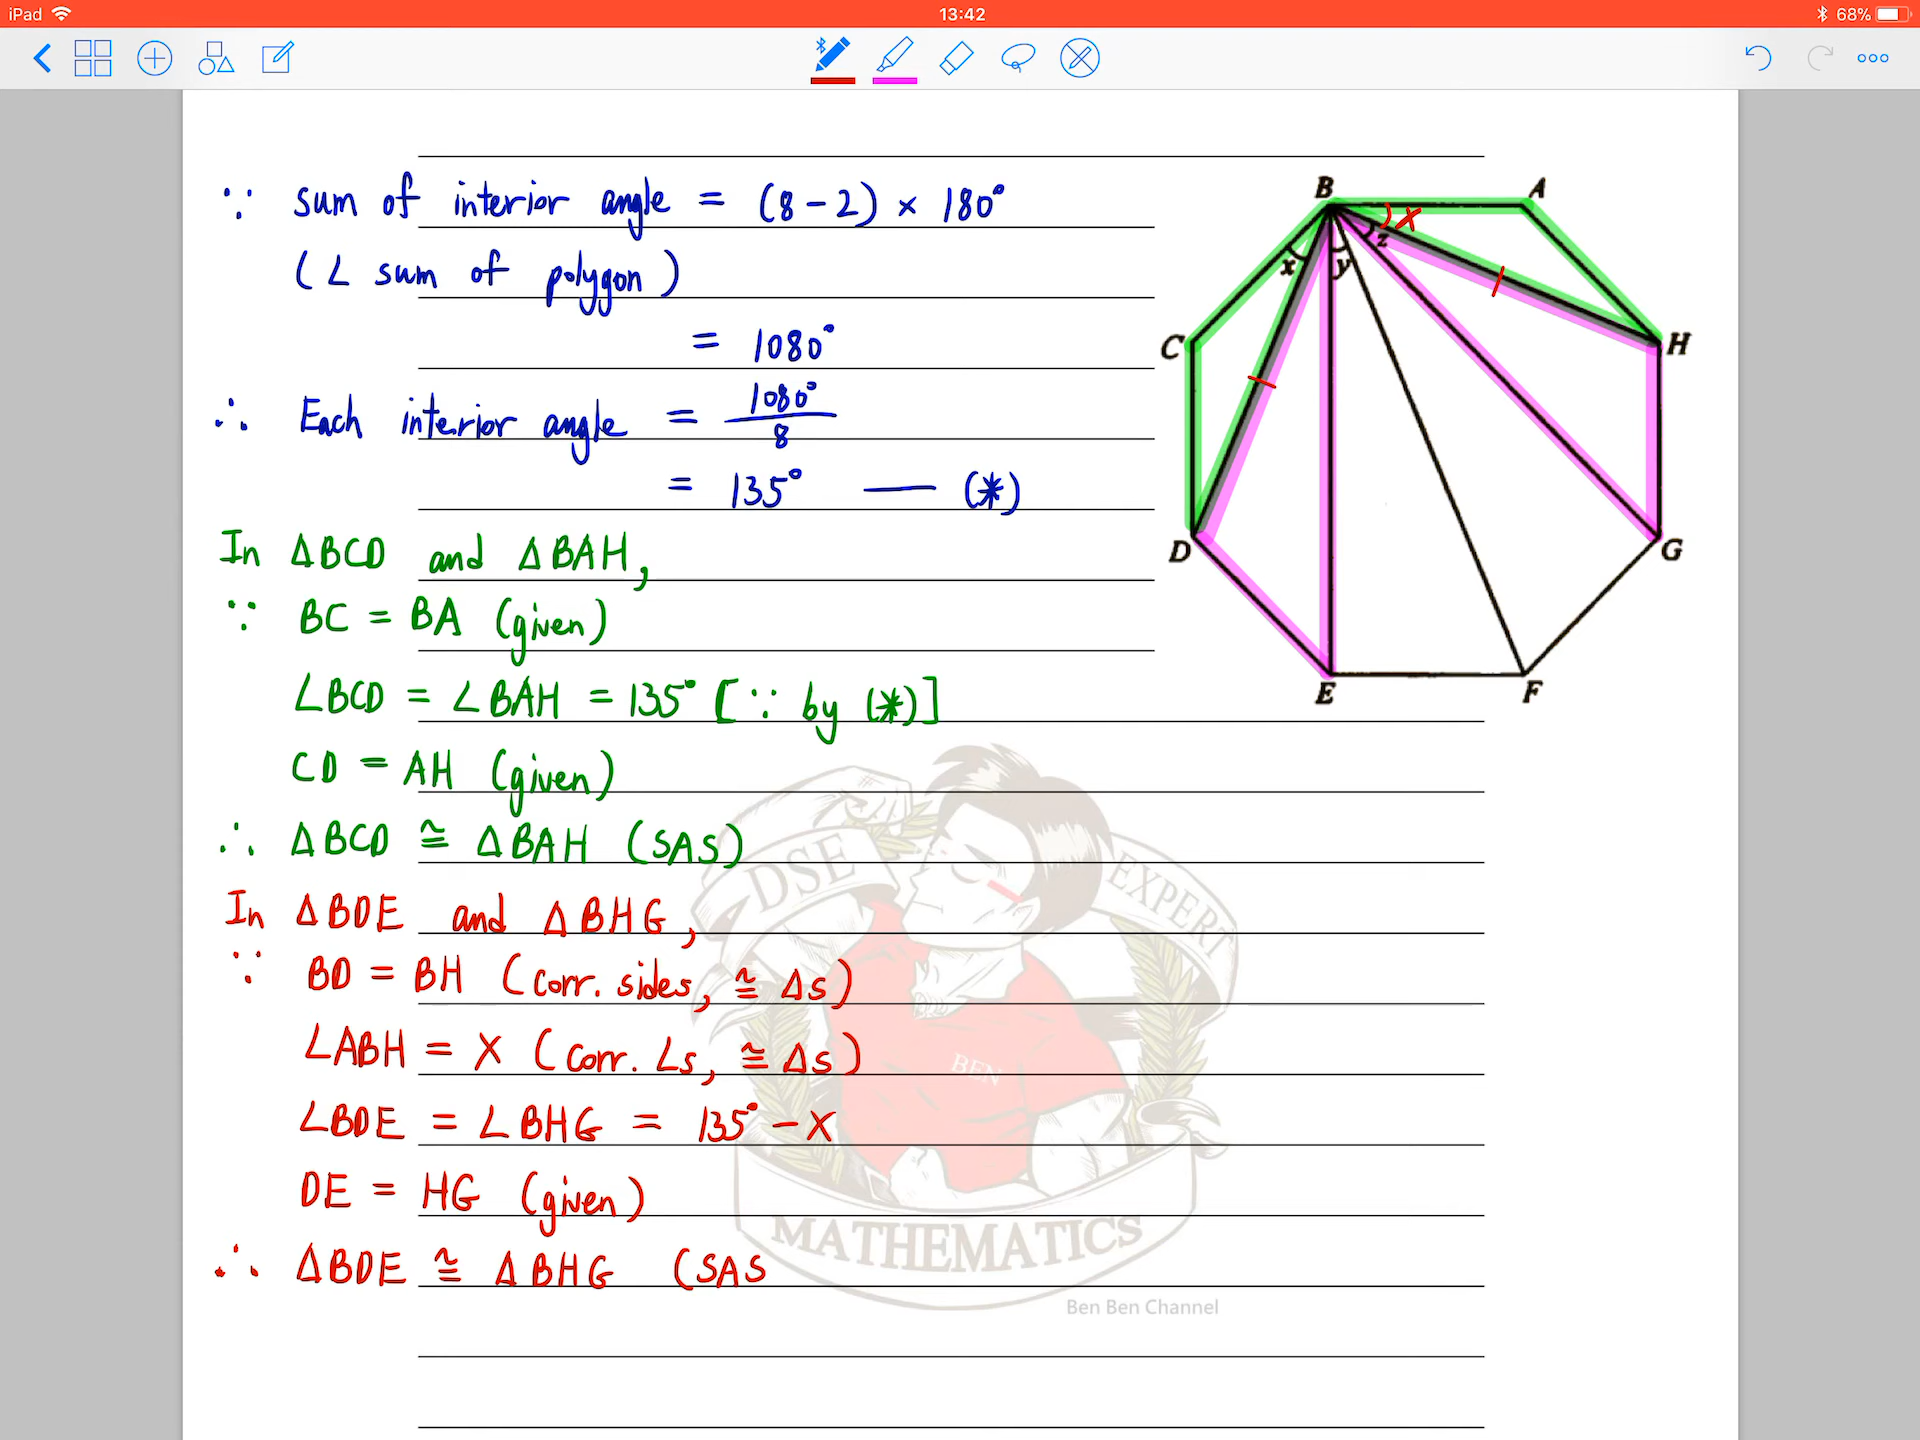 iPad
13:42
68%
∵ sum of interior angle = (8 - 2) × 180°
(∠ sum of polygon)
= 1080°
∴ Each interior angle = 1080° / 8
= 135° — (*)
In ΔBCD and ΔBAH,
∵ BC = BA (given)
∠BCD = ∠BAH = 135° [∵ by (*)]
CD = AH (given)
∴ ΔBCD ≅ ΔBAH (SAS)
In ΔBDE and ΔBHG,
∵ BD = BH (corr. sides, ≅ Δs)
∠ABH = x (corr. ∠s, ≅ Δs)
∠BDE = ∠BHG = 135° - x
DE = HG (given)
∴ ΔBDE ≅ ΔBHG (SAS
B A
x
z
x y
C H
D G
E F
DSE EXPERT
BEN
MATHEMATICS
Ben Ben Channel